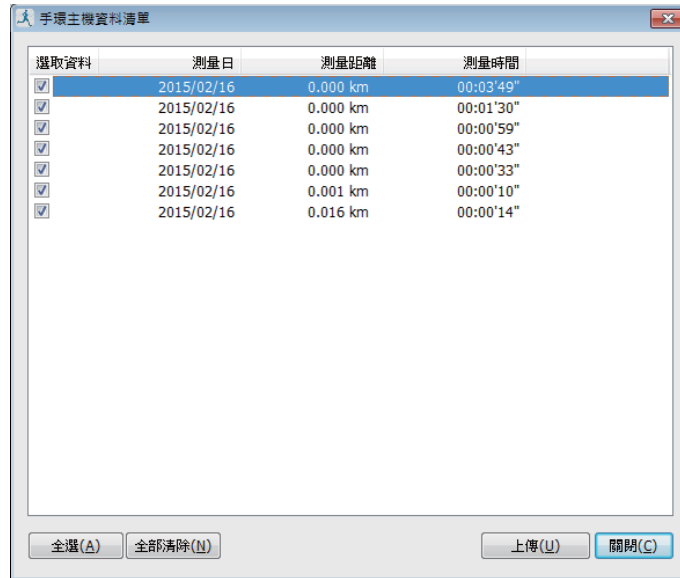 手環主機資料清單
選取資料 測量日 測量距離 測量時間
2015/02/16 0.000 km 00:03'49"
2015/02/16 0.000 km 00:01'30"
2015/02/16 0.000 km 00:00'59"
2015/02/16 0.000 km 00:00'43"
2015/02/16 0.000 km 00:00'33"
2015/02/16 0.001 km 00:00'10"
2015/02/16 0.016 km 00:00'14"
全選(A) 全部清除(N) 上傳(U) 關閉(C)